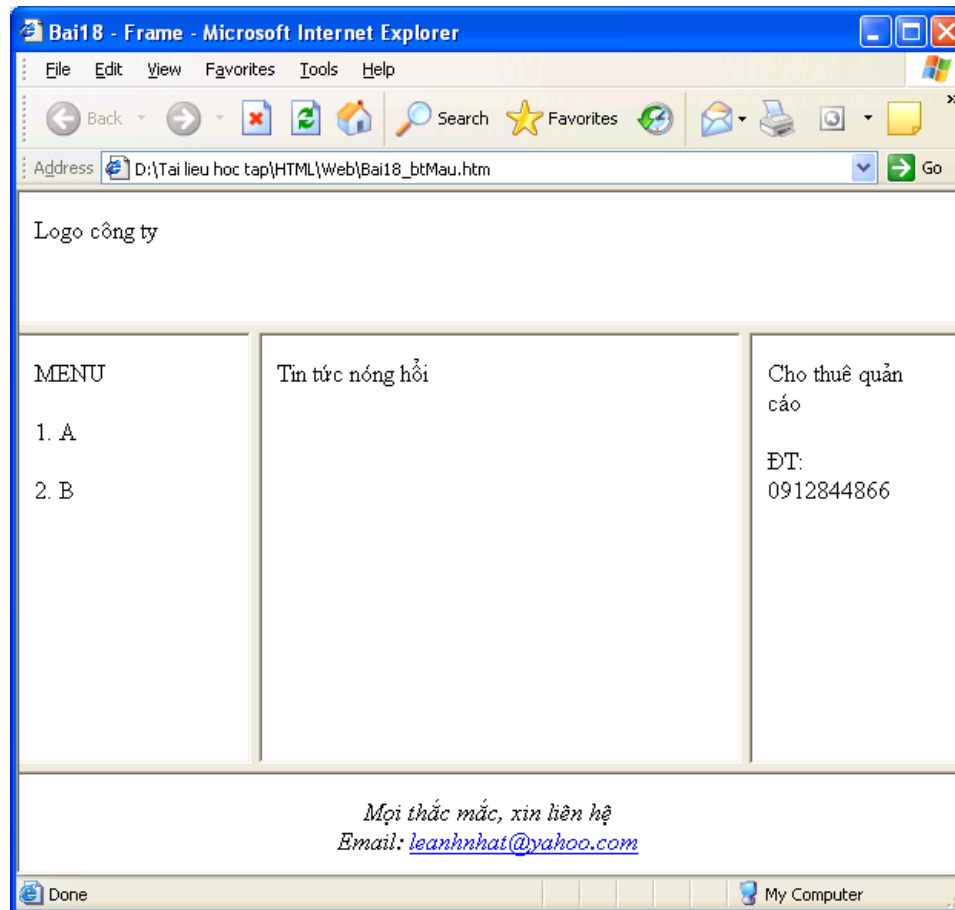 Bai18 - Frame - Microsoft Internet Explorer
File Edit View Favorites Tools Help
Back Search Favorites »
Address D:\Tai lieu hoc tap\HTML\Web\Bai18_btMau.htm Go
Logo công ty
MENU
1. A
2. B
Tin tức nóng hổi
Cho thuê quản
cáo
ĐT:
0912844866
Mọi thắc mắc, xin liên hệ
Email: leanhnhat@yahoo.com
Done My Computer